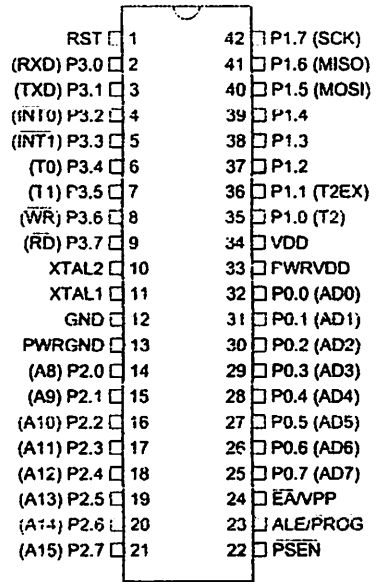 RST 1 42 P1.7 (SCK)
(RXD) P3.0 2 41 P1.6 (MISO)
(TXD) P3.1 3 40 P1.5 (MOSI)
(INT0) P3.2 4 39 P1.4
(INT1) P3.3 5 38 P1.3
(T0) P3.4 6 37 P1.2
(T1) P3.5 7 36 P1.1 (T2EX)
(WR) P3.6 8 35 P1.0 (T2)
(RD) P3.7 9 34 VDD
XTAL2 10 33 PWRVDD
XTAL1 11 32 P0.0 (AD0)
GND 12 31 P0.1 (AD1)
PWRGND 13 30 P0.2 (AD2)
(A8) P2.0 14 29 P0.3 (AD3)
(A9) P2.1 15 28 P0.4 (AD4)
(A10) P2.2 16 27 P0.5 (AD5)
(A11) P2.3 17 26 P0.6 (AD6)
(A12) P2.4 18 25 P0.7 (AD7)
(A13) P2.5 19 24 EA/VPP
(A14) P2.6 20 23 ALE/PROG
(A15) P2.7 21 22 PSEN